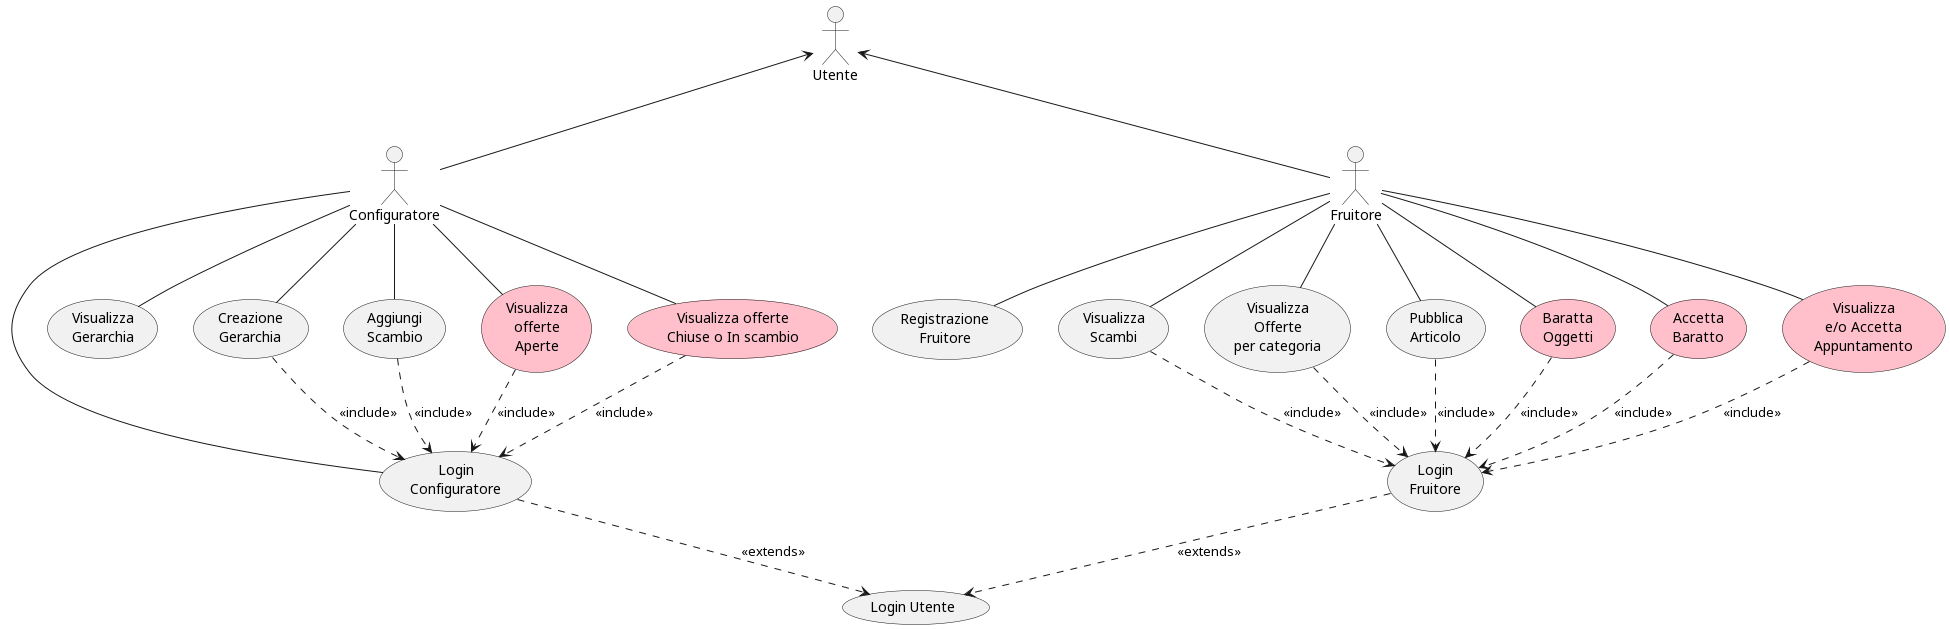 Utente
Configuratore
Fruitore
Visualizza
Gerarchia
Creazione
Gerarchia
Aggiungi
Scambio
Visualizza
offerte
Aperte
Visualizza offerte
Chiuse o In scambio
Registrazione
Fruitore
Visualizza
Scambi
Visualizza
Offerte
per categoria
Pubblica
Articolo
Baratta
Oggetti
Accetta
Baratto
Visualizza
e/o Accetta
Appuntamento
«include»
«include»
«include»
«include»
«include»
«include»
«include»
«include»
«include»
«include»
Login
Configuratore
Login
Fruitore
«extends»
«extends»
Login Utente